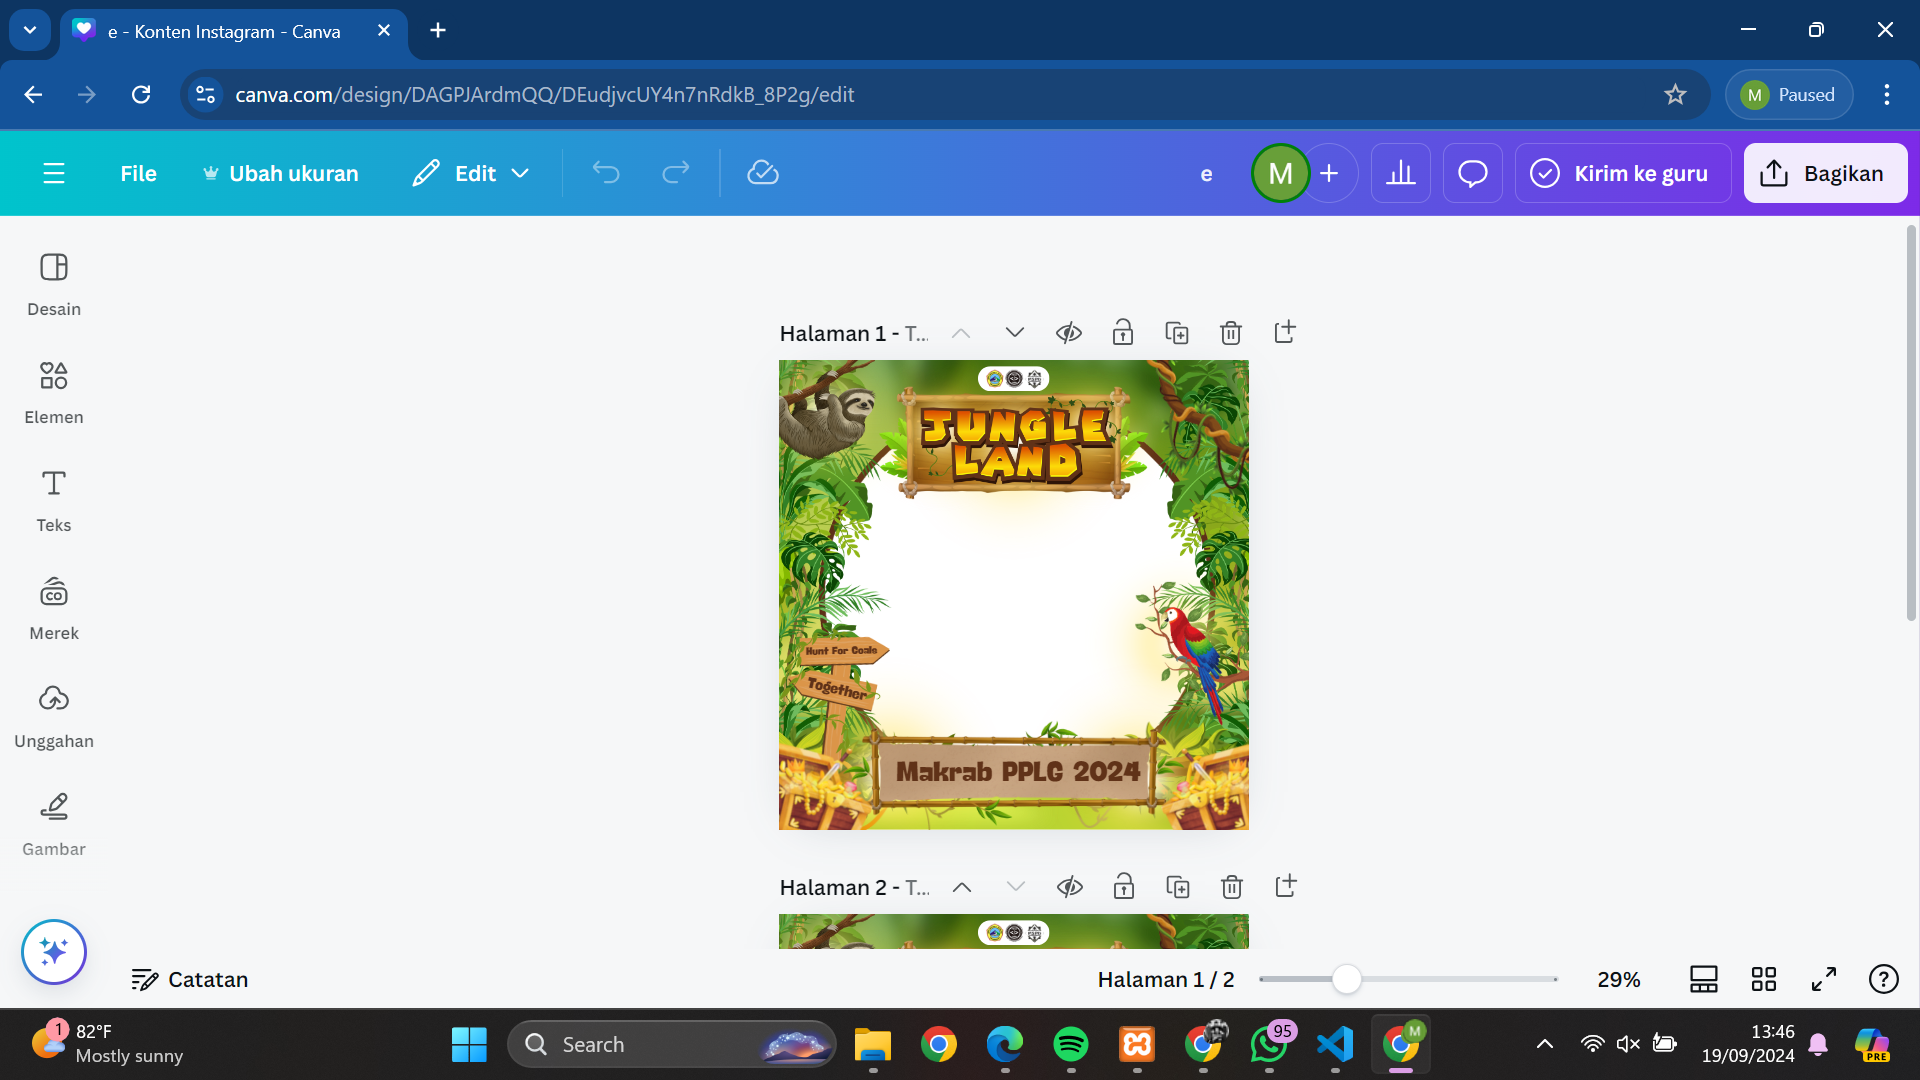 e - Konten Instagram - Canva
canva.com/design/DAGPJArdmQQ/DEudjvcUY4n7nRdkB_8P2g/edit
M
Paused
File
Ubah ukuran
Edit
e
M
Kirim ke guru
Bagikan
Desain
Elemen
Teks
CO
Merek
Unggahan
Gambar
Halaman 1 - T...
JUNGLE
LAND
Hunt For Goals
Together
Makrab PPLG 2024
Halaman 2 - T...
Catatan
Halaman 1 / 2
29%
1
82°F
Mostly sunny
Search
95
M
13:46
19/09/2024
PRE